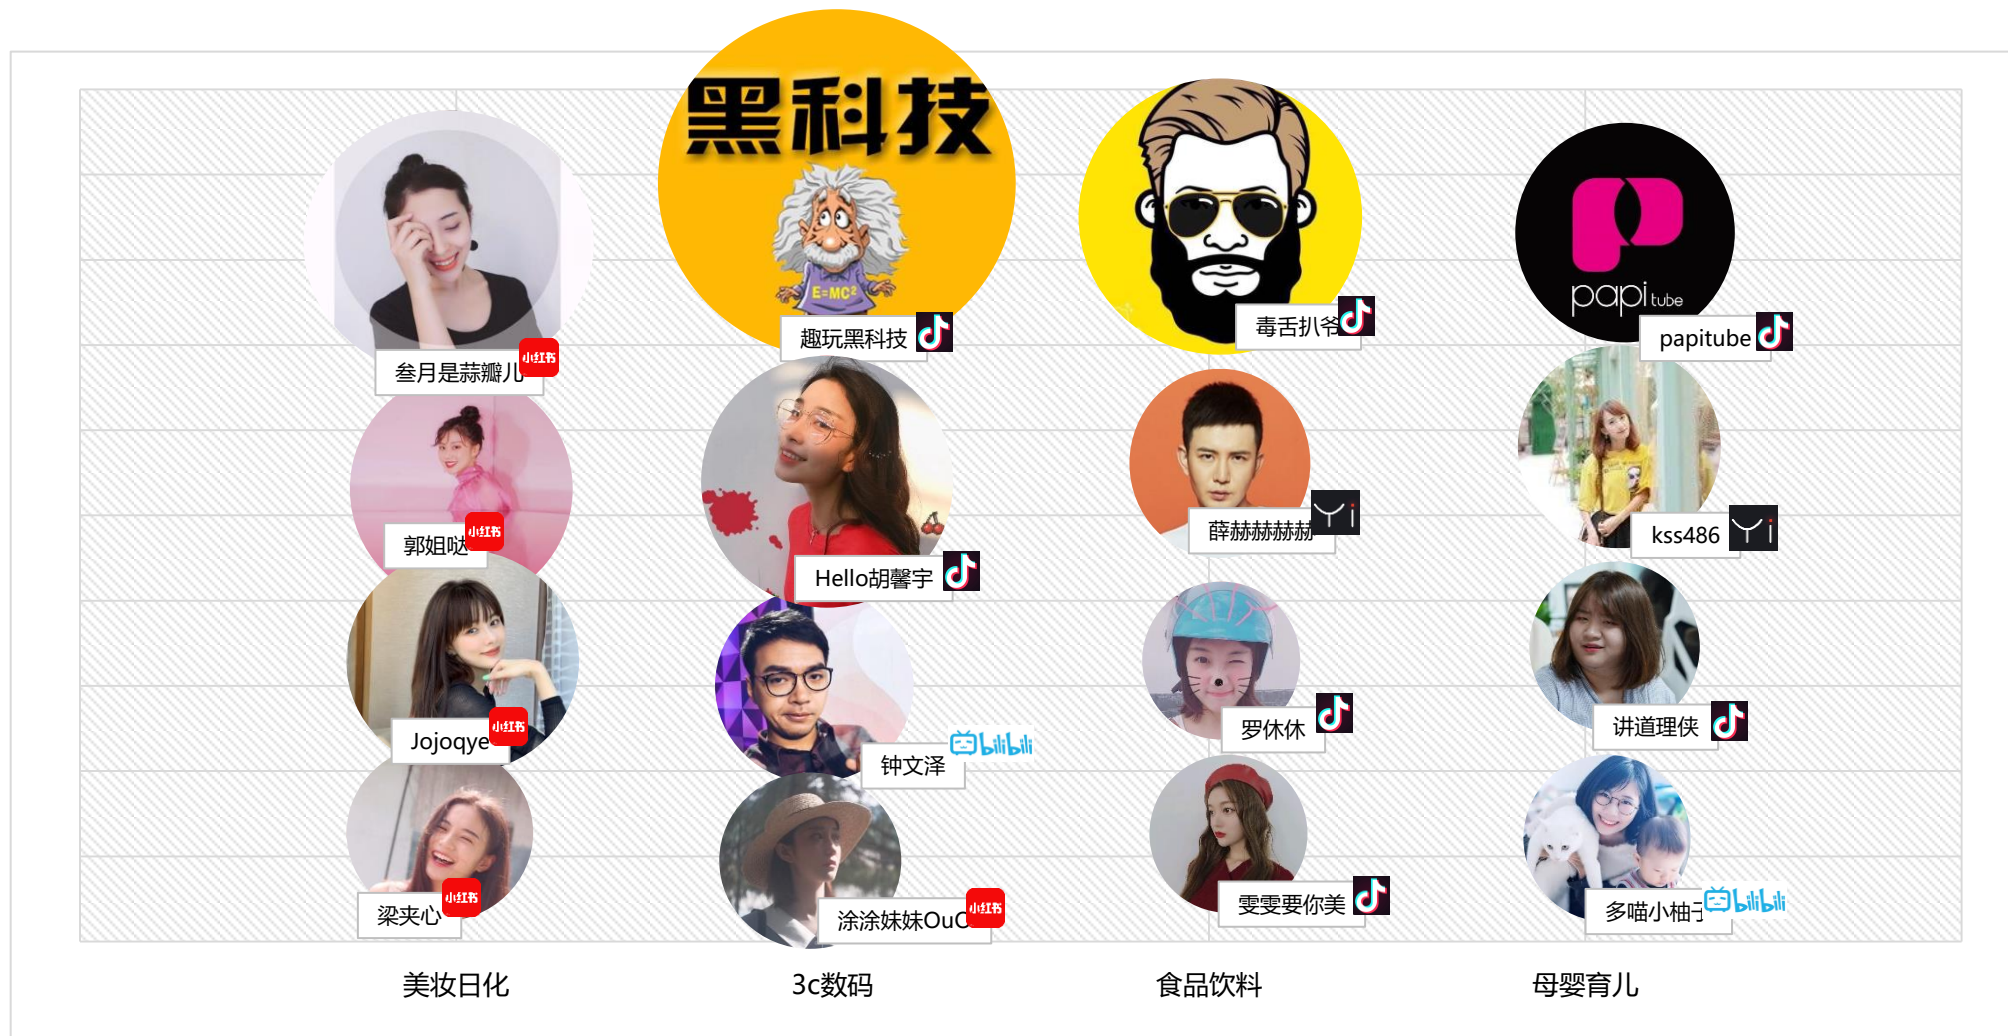 黑科技
E=MC²
papi tube
趣玩黑科技
毒舌扒爷
papitube
叁月是蒜瓣儿
小红书
郭姐哒
小红书
薛赫赫赫赫
Yi
kss486
Yi
Hello胡馨宇
Jojoqye
小红书
罗休休
讲道理侠
钟文泽
bilibili
梁夹心
小红书
涂涂妹妹OuO
小红书
雯雯要你美
多喵小柚子
bilibili
美妆日化
3c数码
食品饮料
母婴育儿